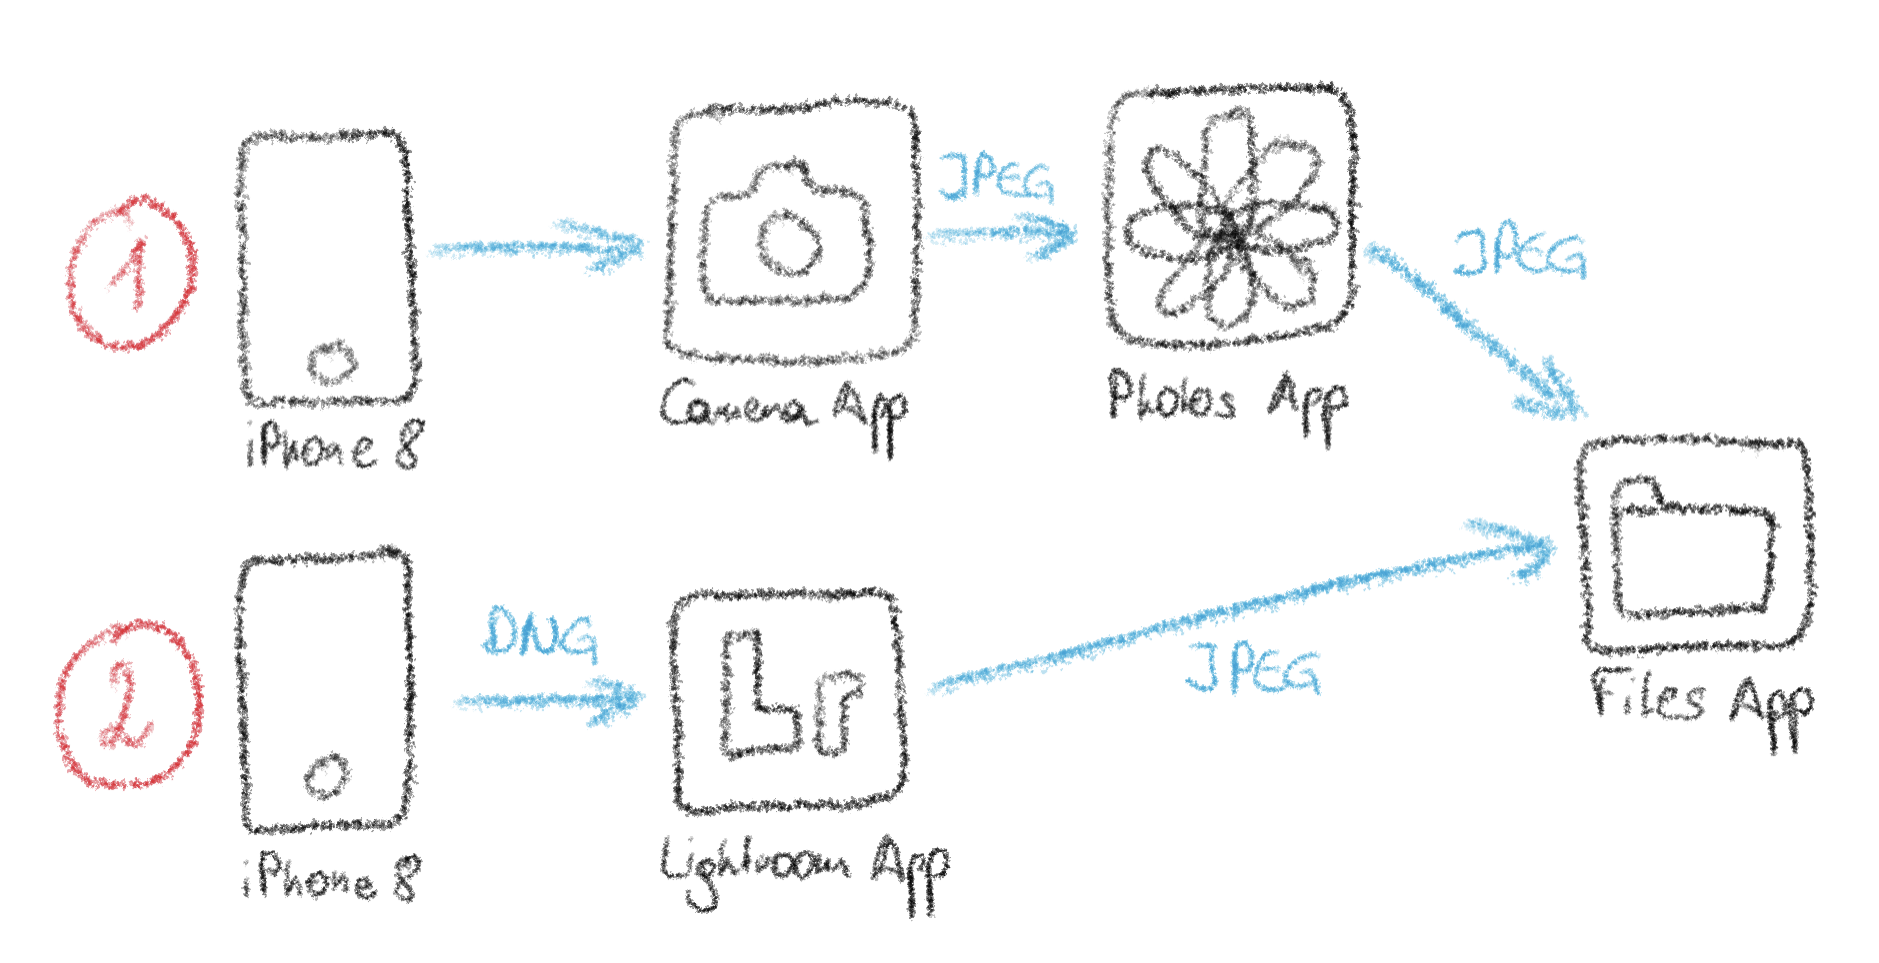 1
iPhone 8
Camera App
JPEG
Photos App
JPEG
2
iPhone 8
DNG
Lr
Lightroom App
JPEG
Files App